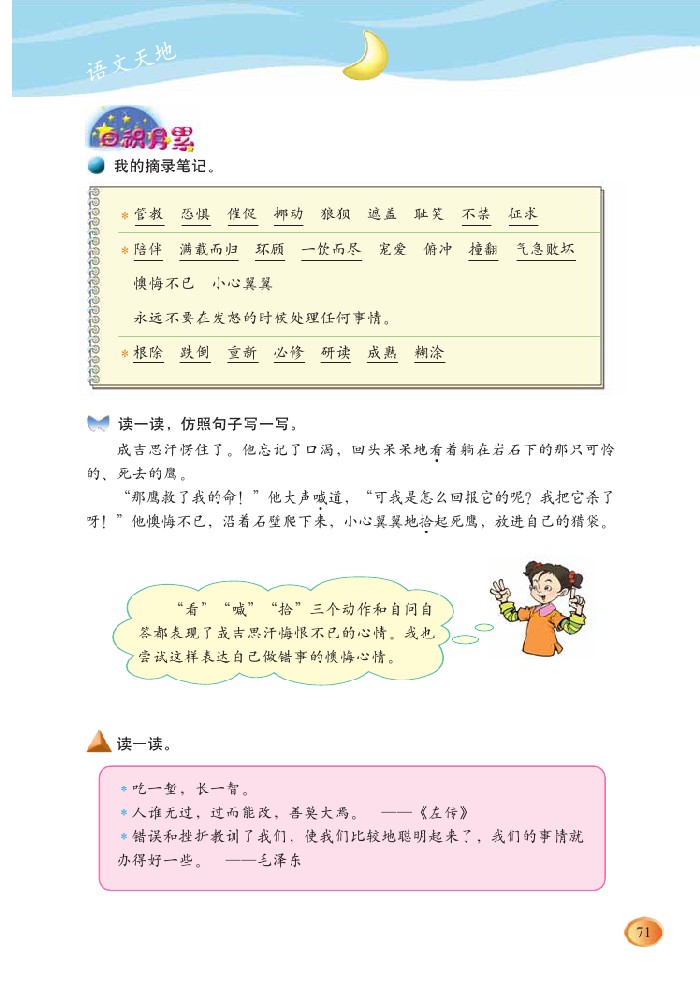 语文天地
日积月累
我的摘录笔记。
*管教 恐惧 催促 挪动 狼狈 遮盖 耻笑 不禁 征求
*陪伴 满载而归 环顾 一饮而尽 宠爱 俯冲 撞翻 气急败坏
懊悔不已 小心翼翼
永远不要在发怒的时候处理任何事情。
*根除 跌倒 重新 必修 研读 成熟 糊涂
读一读，仿照句子写一写。
成吉思汗愣住了。他忘记了口渴，回头呆呆地看着躺在岩石下的那只可怜
的、死去的鹰。
“那鹰救了我的命！”他大声喊道，“可我是怎么回报它的呢？我把它杀了
呀！”他懊悔不已，沿着石壁爬下来，小心翼翼地拾起死鹰，放进自己的猎袋。
“看”“喊”“拾”三个动作和自问自
答都表现了成吉思汗悔恨不已的心情。我也
尝试这样表达自己做错事的懊悔心情。
读一读。
*吃一堑，长一智。
*人谁无过，过而能改，善莫大焉。 ——《左传》
*错误和挫折教训了我们，使我们比较地聪明起来了，我们的事情就
办得好一些。 ——毛泽东
71